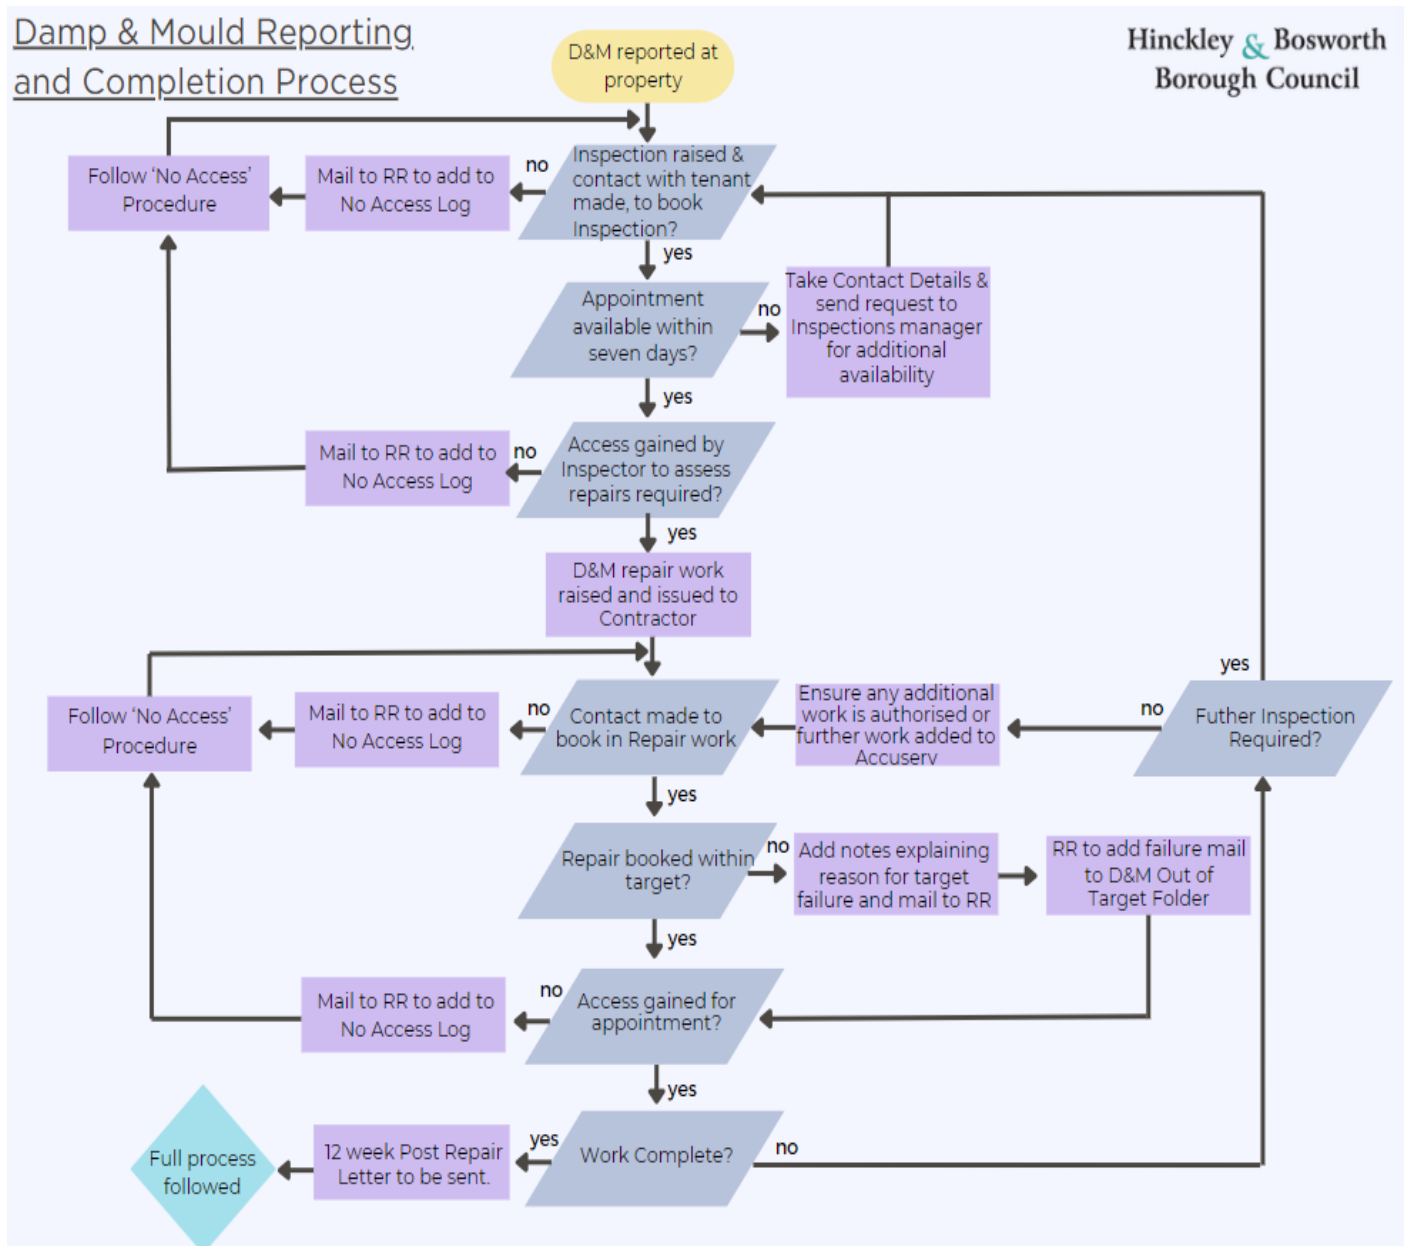 Damp & Mould Reporting
and Completion Process
Hinckley & Bosworth
Borough Council
D&M reported at
property
Inspection raised &
contact with tenant
made, to book
Inspection?
no
Mail to RR to add to
No Access Log
Follow ‘No Access’
Procedure
yes
Appointment
available within
seven days?
no
Take Contact Details &
send request to
Inspections manager
for additional
availability
yes
Access gained by
Inspector to assess
repairs required?
no
Mail to RR to add to
No Access Log
yes
D&M repair work
raised and issued to
Contractor
Contact made to
book in Repair work
no
Mail to RR to add to
No Access Log
Follow ‘No Access’
Procedure
Ensure any additional
work is authorised or
further work added to
Accuserv
no
Futher Inspection
Required?
yes
yes
Repair booked within
target?
no
Add notes explaining
reason for target
failure and mail to RR
RR to add failure mail
to D&M Out of
Target Folder
yes
Access gained for
appointment?
no
Mail to RR to add to
No Access Log
yes
Work Complete?
no
yes
12 week Post Repair
Letter to be sent.
Full process
followed